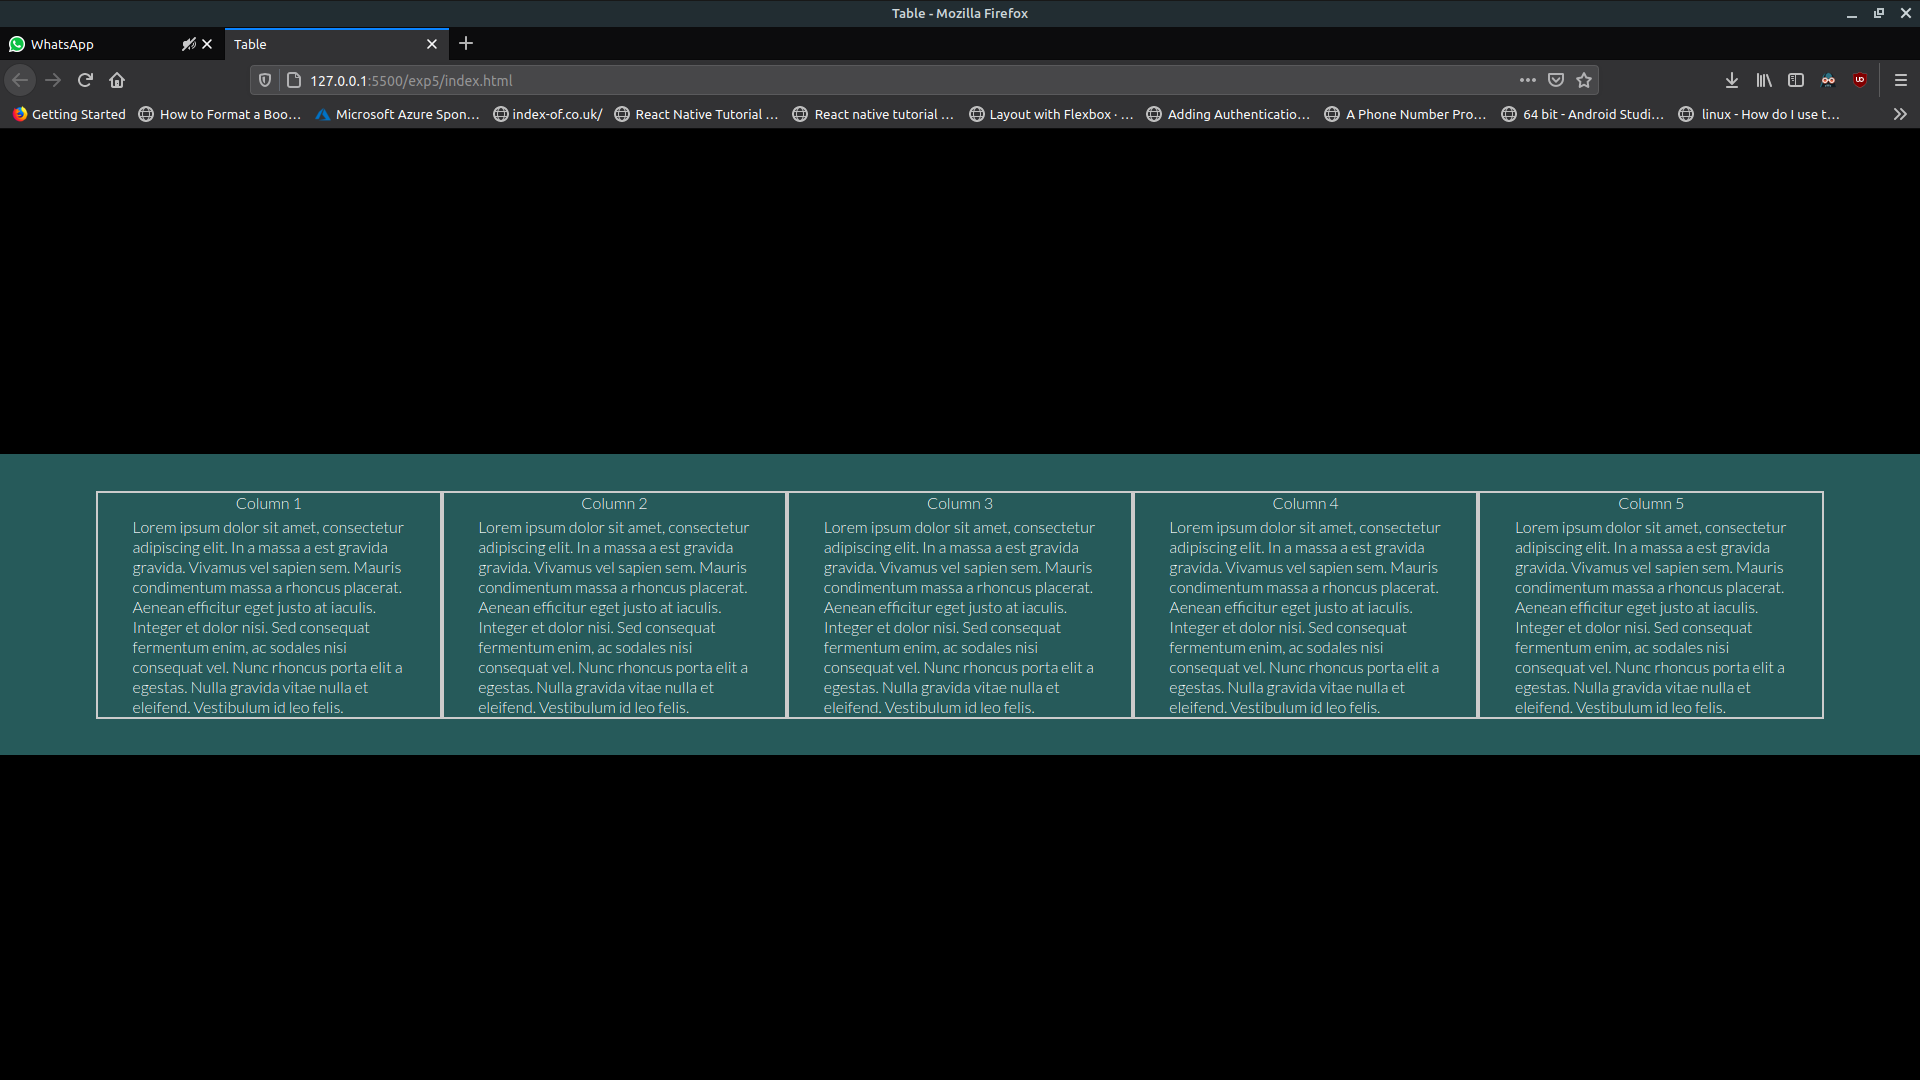 Table - Mozilla Firefox
WhatsApp
Table
127.0.0.1:5500/exp5/index.html
Getting Started
How to Format a Boo…
Microsoft Azure Spon…
index-of.co.uk/
React Native Tutorial …
React native tutorial …
Layout with Flexbox · …
Adding Authenticatio…
A Phone Number Pro…
64 bit - Android Studi…
linux - How do I use t…
Column 1
Lorem ipsum dolor sit amet, consectetur
adipiscing elit. In a massa a est gravida
gravida. Vivamus vel sapien sem. Mauris
condimentum massa a rhoncus placerat.
Aenean efficitur eget justo at iaculis.
Integer et dolor nisi. Sed consequat
fermentum enim, ac sodales nisi
consequat vel. Nunc rhoncus porta elit a
egestas. Nulla gravida vitae nulla et
eleifend. Vestibulum id leo felis.
Column 2
Lorem ipsum dolor sit amet, consectetur
adipiscing elit. In a massa a est gravida
gravida. Vivamus vel sapien sem. Mauris
condimentum massa a rhoncus placerat.
Aenean efficitur eget justo at iaculis.
Integer et dolor nisi. Sed consequat
fermentum enim, ac sodales nisi
consequat vel. Nunc rhoncus porta elit a
egestas. Nulla gravida vitae nulla et
eleifend. Vestibulum id leo felis.
Column 3
Lorem ipsum dolor sit amet, consectetur
adipiscing elit. In a massa a est gravida
gravida. Vivamus vel sapien sem. Mauris
condimentum massa a rhoncus placerat.
Aenean efficitur eget justo at iaculis.
Integer et dolor nisi. Sed consequat
fermentum enim, ac sodales nisi
consequat vel. Nunc rhoncus porta elit a
egestas. Nulla gravida vitae nulla et
eleifend. Vestibulum id leo felis.
Column 4
Lorem ipsum dolor sit amet, consectetur
adipiscing elit. In a massa a est gravida
gravida. Vivamus vel sapien sem. Mauris
condimentum massa a rhoncus placerat.
Aenean efficitur eget justo at iaculis.
Integer et dolor nisi. Sed consequat
fermentum enim, ac sodales nisi
consequat vel. Nunc rhoncus porta elit a
egestas. Nulla gravida vitae nulla et
eleifend. Vestibulum id leo felis.
Column 5
Lorem ipsum dolor sit amet, consectetur
adipiscing elit. In a massa a est gravida
gravida. Vivamus vel sapien sem. Mauris
condimentum massa a rhoncus placerat.
Aenean efficitur eget justo at iaculis.
Integer et dolor nisi. Sed consequat
fermentum enim, ac sodales nisi
consequat vel. Nunc rhoncus porta elit a
egestas. Nulla gravida vitae nulla et
eleifend. Vestibulum id leo felis.